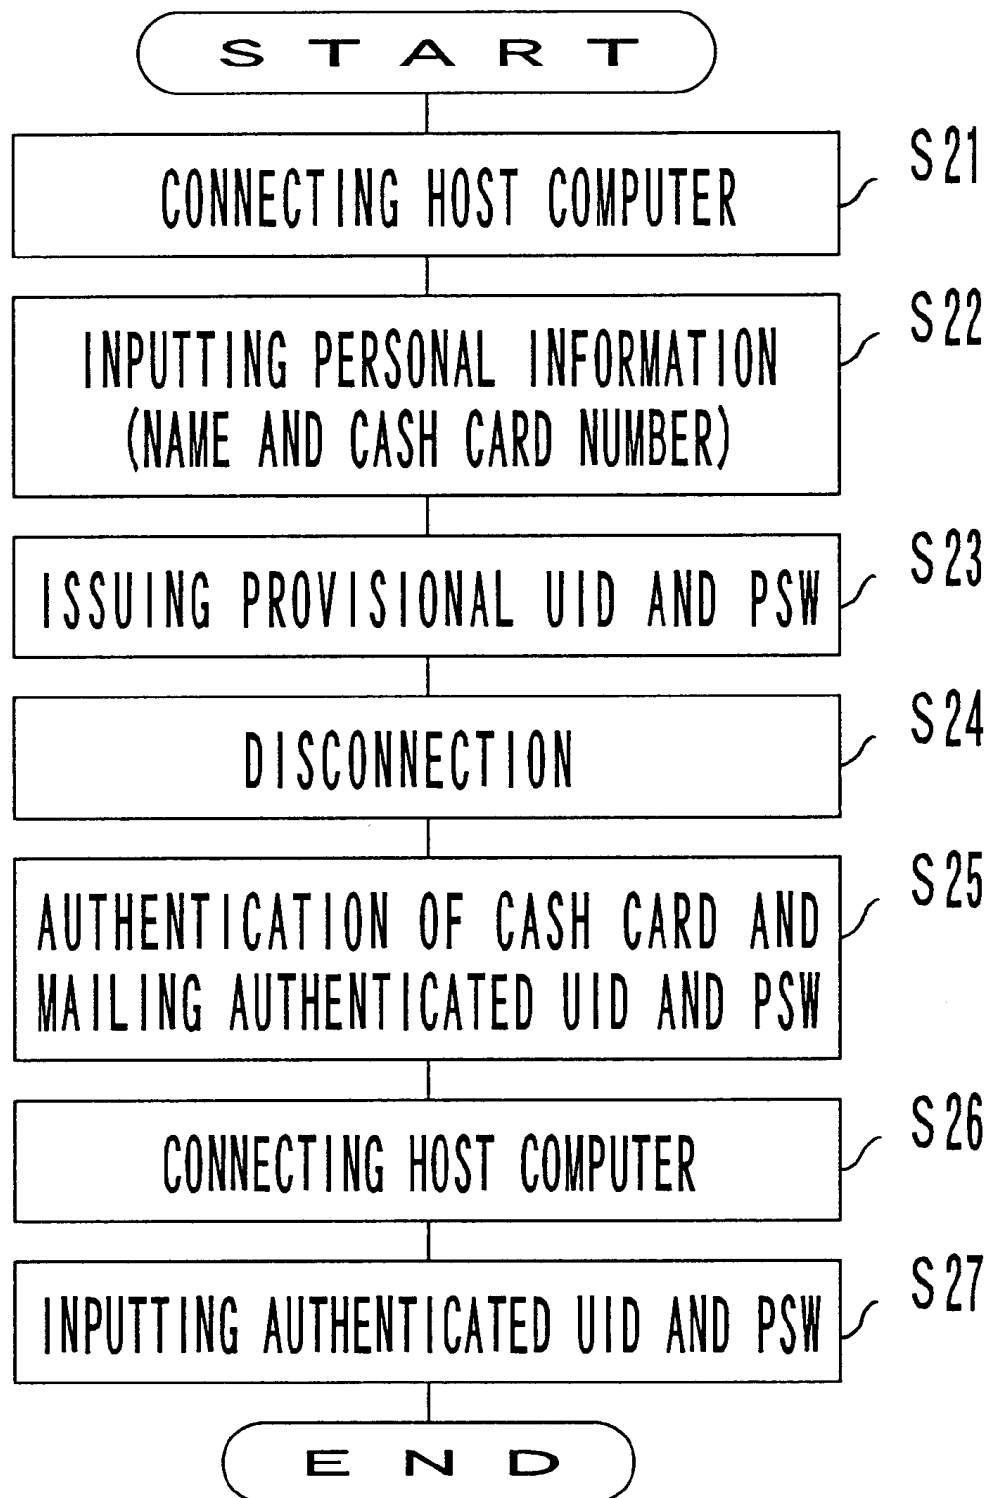 START
CONNECTING HOST COMPUTER
S21
INPUTTING PERSONAL INFORMATION
(NAME AND CASH CARD NUMBER)
S22
ISSUING PROVISIONAL UID AND PSW
S23
DISCONNECTION
S24
AUTHENTICATION OF CASH CARD AND
MAILING AUTHENTICATED UID AND PSW
S25
CONNECTING HOST COMPUTER
S26
INPUTTING AUTHENTICATED UID AND PSW
S27
END